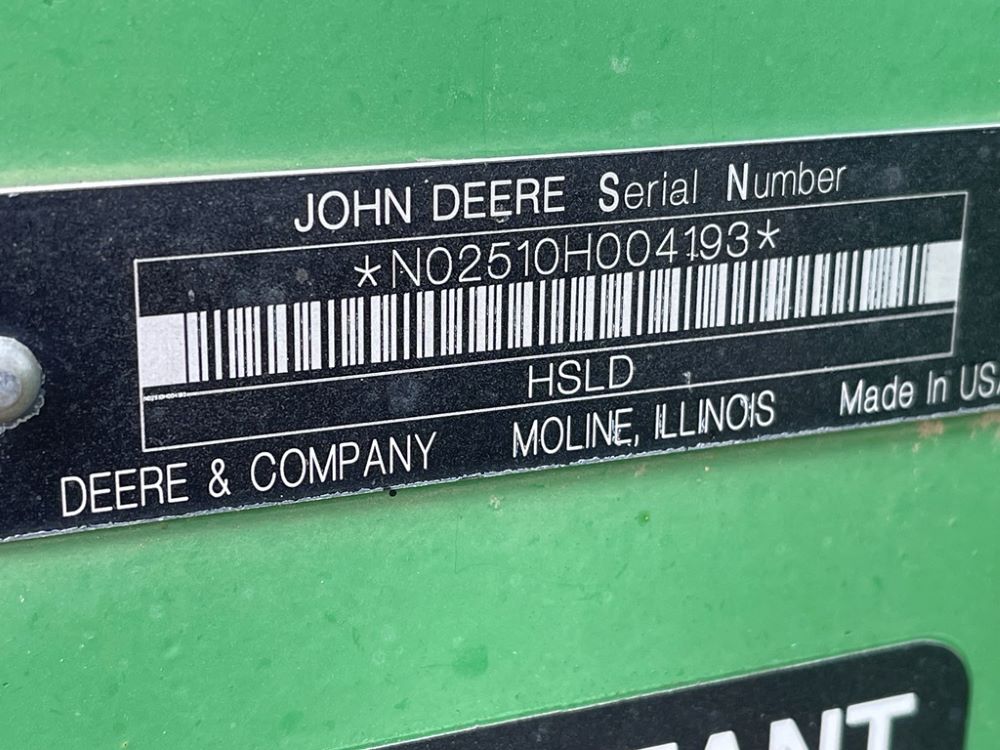 JOHN DEERE Serial Number
*N02510H004193*
HSLD
DEERE & COMPANY MOLINE, ILLINOIS Made In USA